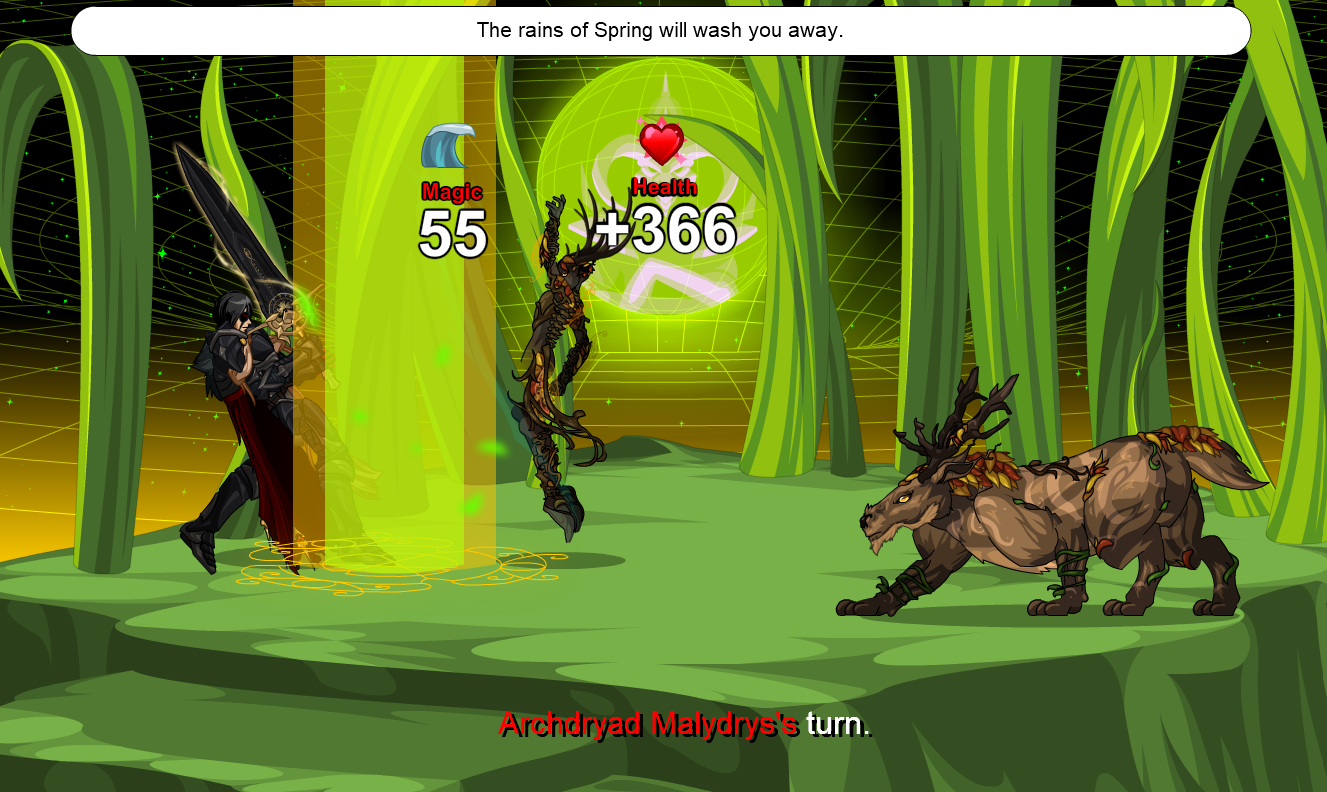 The rains of Spring will wash you away.
Magic
55
Health
+366
Archdryad Malydrys's turn.